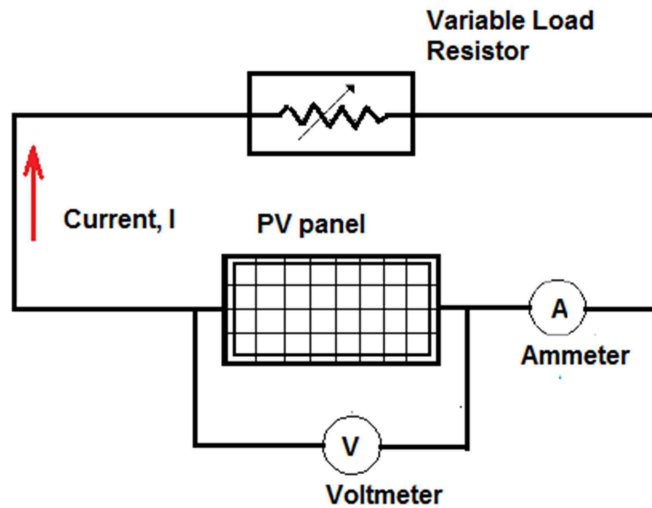 Variable Load
Resistor
Current, I
PV panel
A
Ammeter
V
Voltmeter